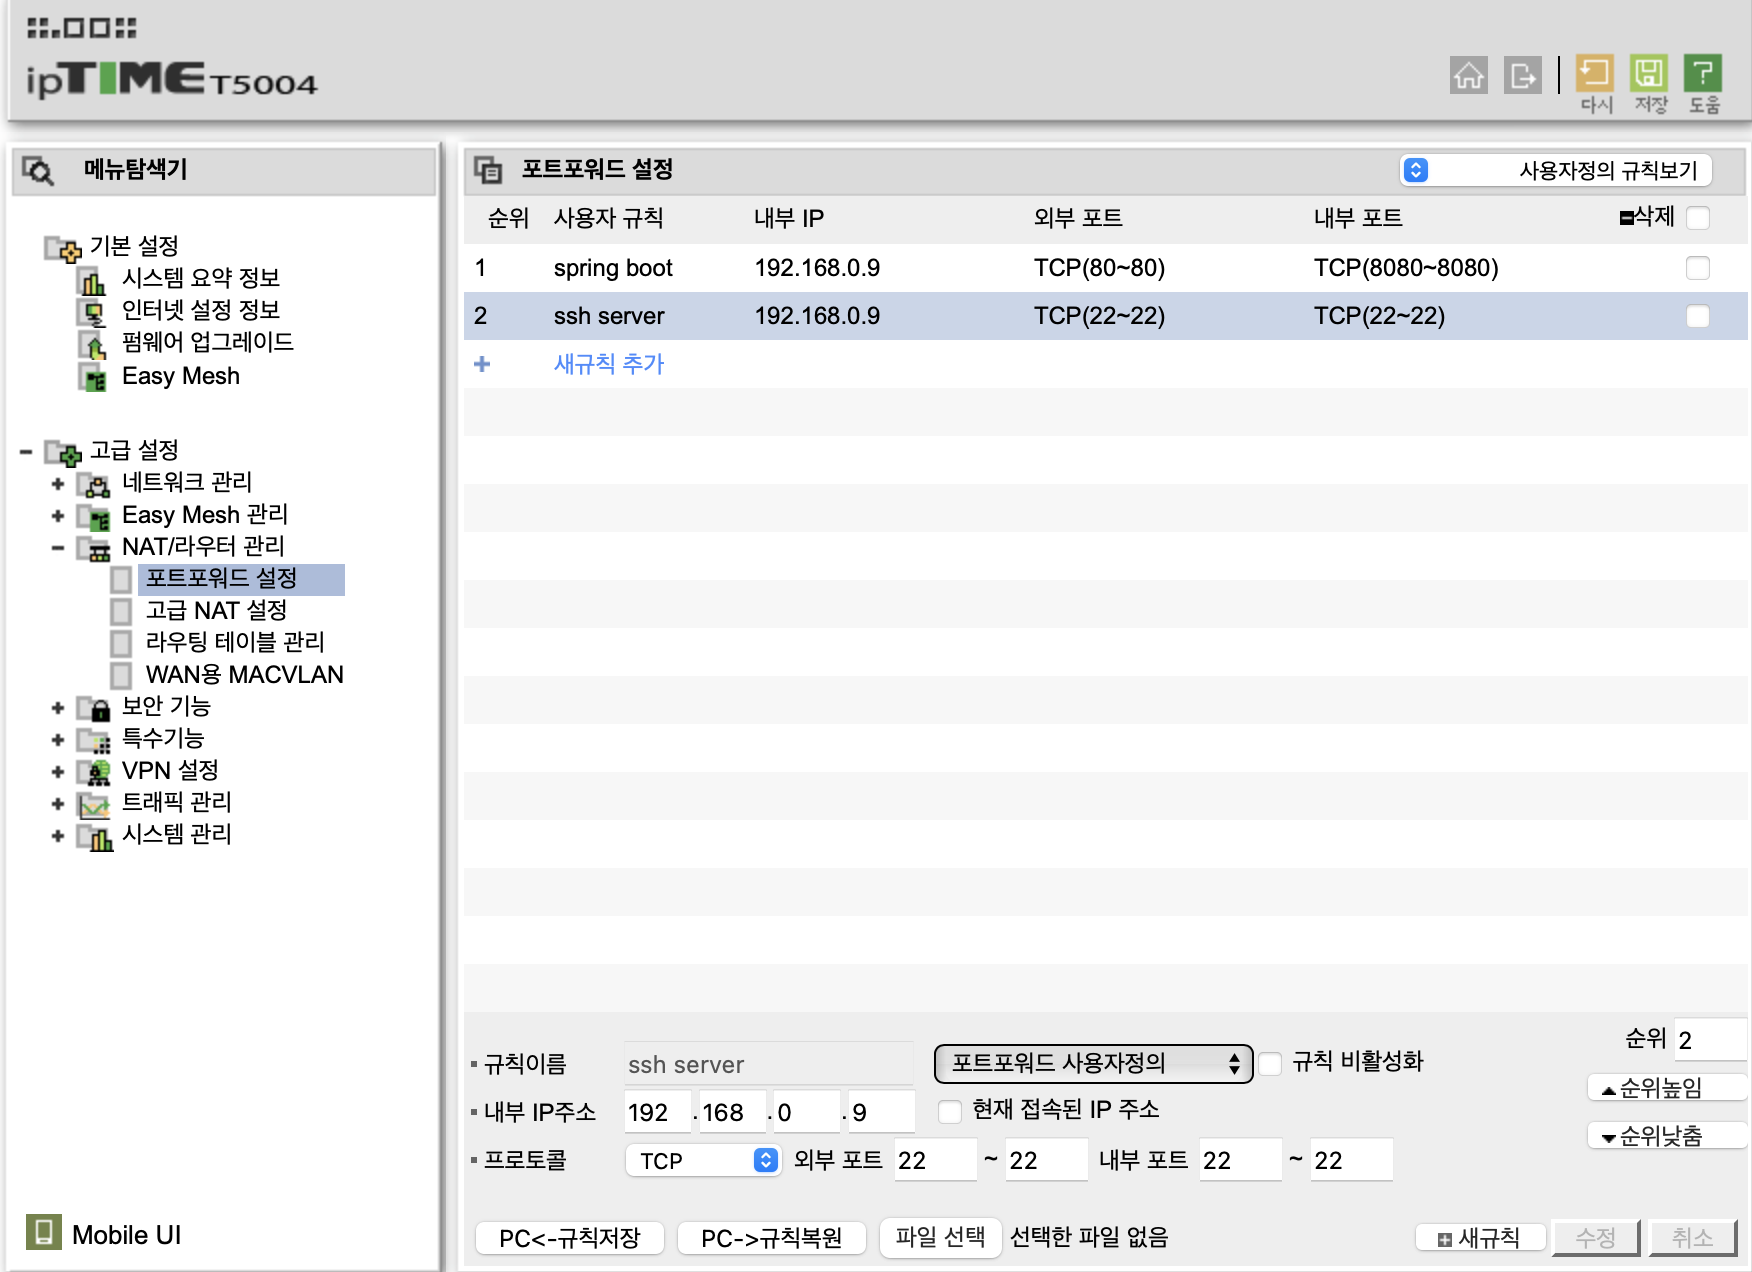 ipTIME T5004
다시 저장 도움
메뉴탐색기
기본 설정
시스템 요약 정보
인터넷 설정 정보
펌웨어 업그레이드
Easy Mesh
고급 설정
네트워크 관리
Easy Mesh 관리
NAT/라우터 관리
포트포워드 설정
고급 NAT 설정
라우팅 테이블 관리
WAN용 MACVLAN
보안 기능
특수기능
VPN 설정
트래픽 관리
시스템 관리
Mobile UI
포트포워드 설정 사용자정의 규칙보기
순위 사용자 규칙 내부 IP 외부 포트 내부 포트 삭제
1 spring boot 192.168.0.9 TCP(80~80) TCP(8080~8080)
2 ssh server 192.168.0.9 TCP(22~22) TCP(22~22)
+ 새규칙 추가
순위 2
규칙이름 ssh server 포트포워드 사용자정의 규칙 비활성화
▲순위높임
내부 IP주소 192 . 168 . 0 . 9 현재 접속된 IP 주소
▼순위낮춤
프로토콜 TCP 외부 포트 22 ~ 22 내부 포트 22 ~ 22
PC<-규칙저장 PC->규칙복원 파일 선택 선택한 파일 없음 새규칙 수정 취소